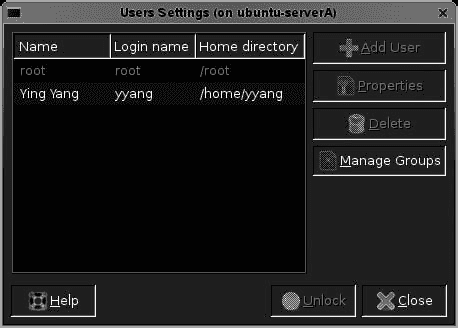 Users Settings (on ubuntu-serverA)
Name Login name Home directory
root root /root
Ying Yang yyang /home/yyang
Add User
Properties
Delete
Manage Groups
Help
Unlock
Close